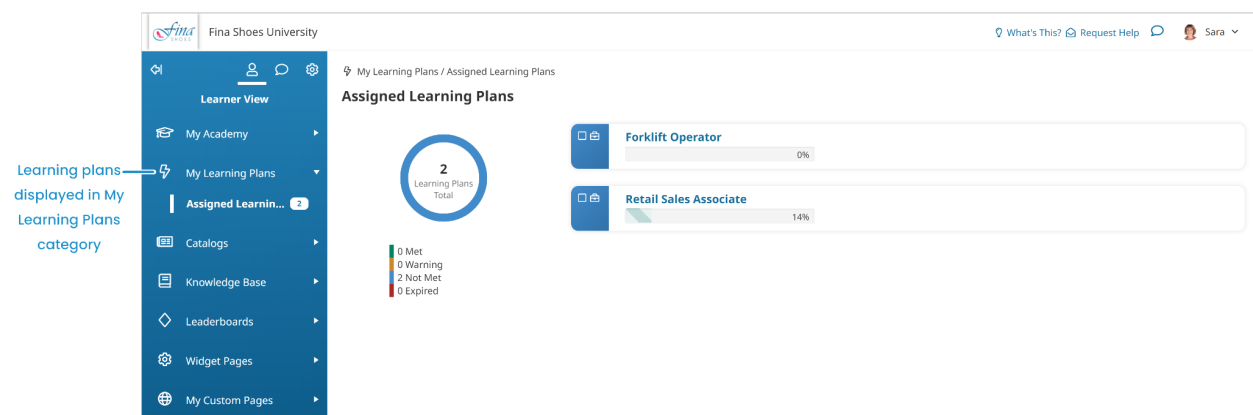 fina
SHOES
Fina Shoes University
What's This?
Request Help
Sara
Learner View
My Academy
My Learning Plans
Assigned Learnin... 2
Catalogs
Knowledge Base
Leaderboards
Widget Pages
My Custom Pages
Learning plans
displayed in My
Learning Plans
category
My Learning Plans / Assigned Learning Plans
Assigned Learning Plans
2
Learning Plans
Total
0 Met
0 Warning
2 Not Met
0 Expired
Forklift Operator
0%
Retail Sales Associate
14%